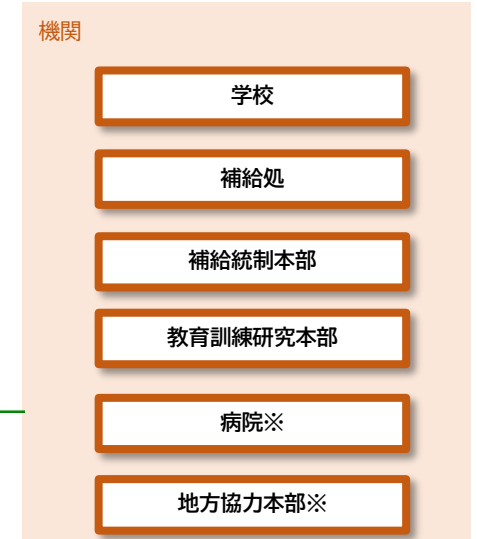 機関
学校
補給処
補給統制本部
教育訓練研究本部
病院※
地方協力本部※